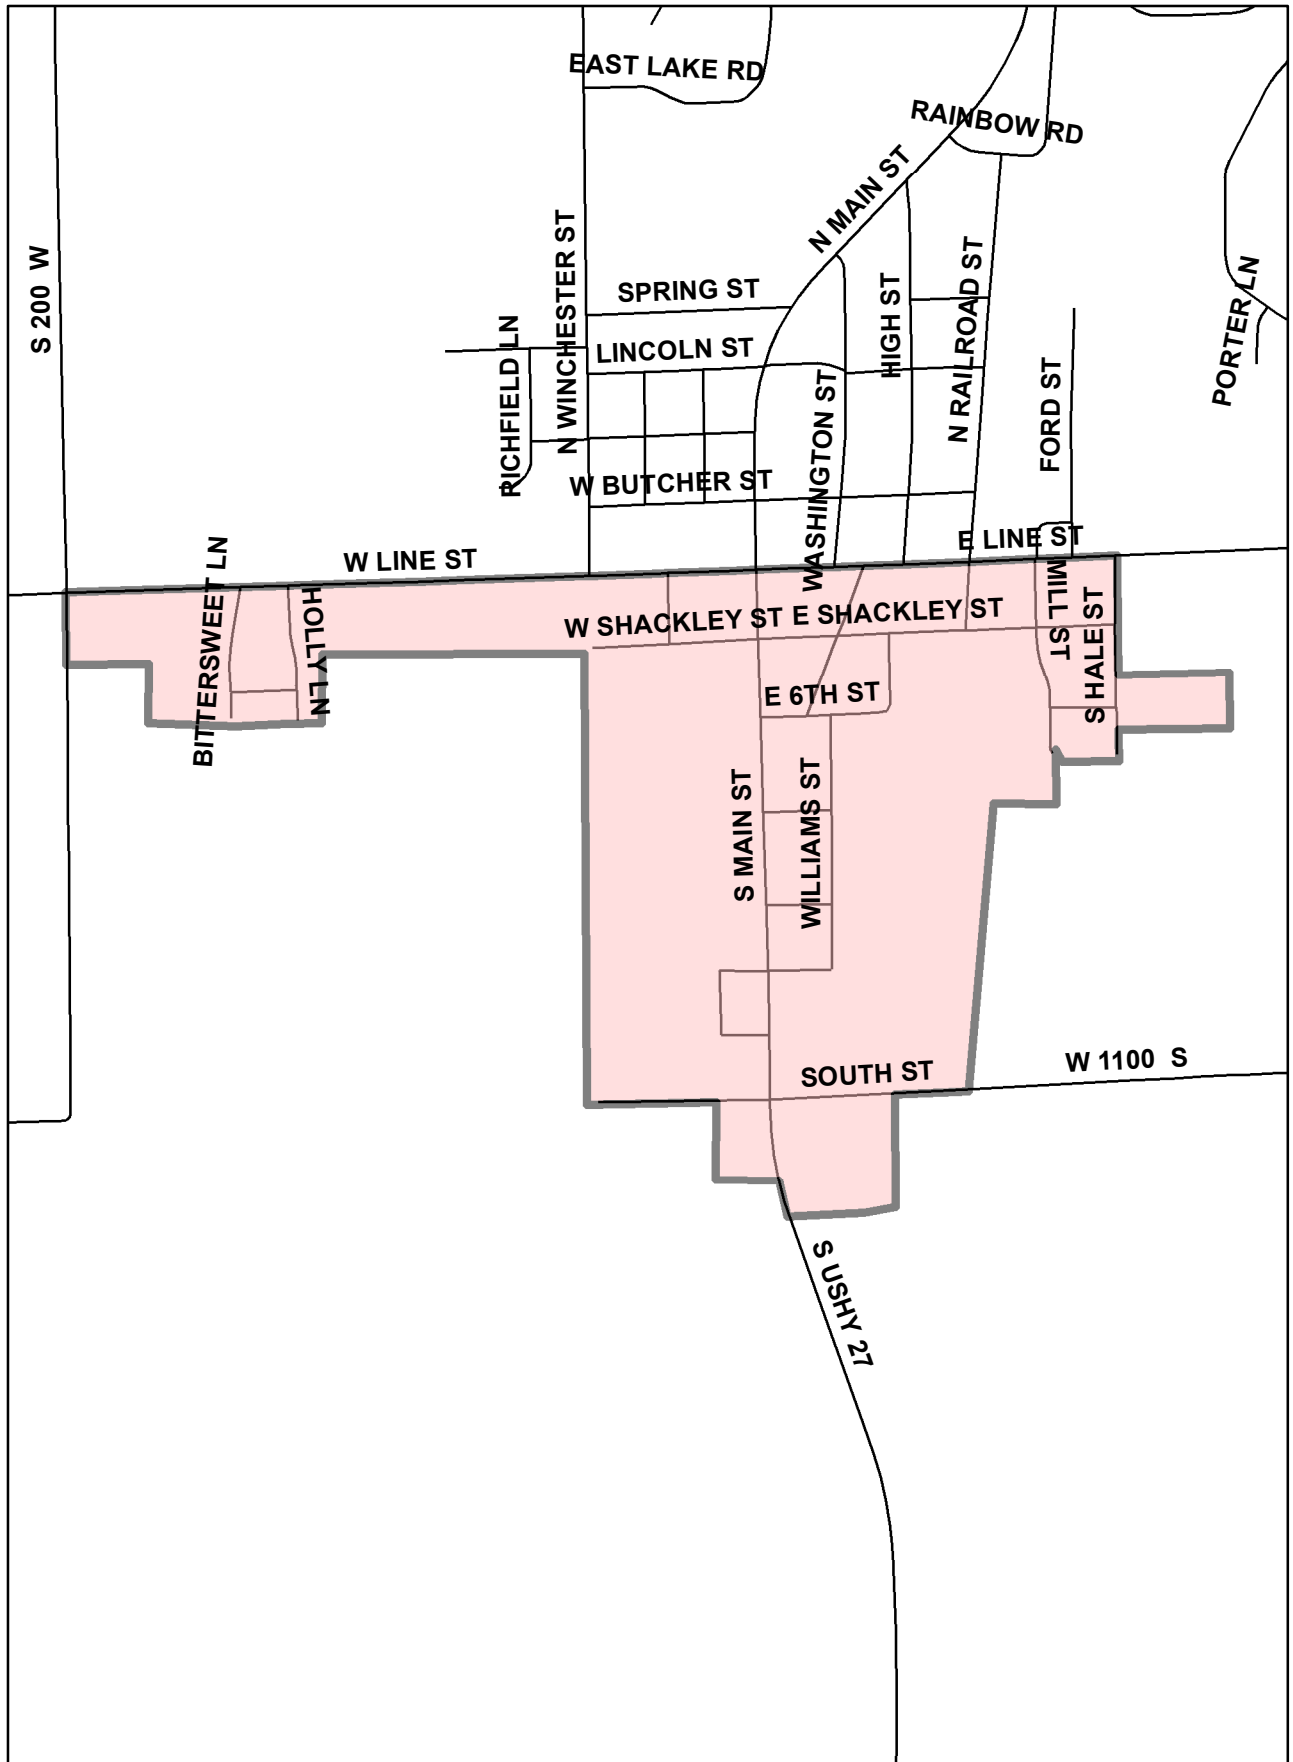 EAST LAKE RD
RAINBOW RD
N MAIN ST
S 200 W
N WINCHESTER ST
SPRING ST
HIGH ST
N RAILROAD ST
PORTER LN
RICHFIELD LN
LINCOLN ST
WASHINGTON ST
FORD ST
W BUTCHER ST
BITTERSWEET LN
W LINE ST
E LINE ST
HOLLY LN
W SHACKLEY ST
E SHACKLEY ST
MILL ST
S HALE ST
E 6TH ST
S MAIN ST
WILLIAMS ST
SOUTH ST
W 1100 S
S USHY 27